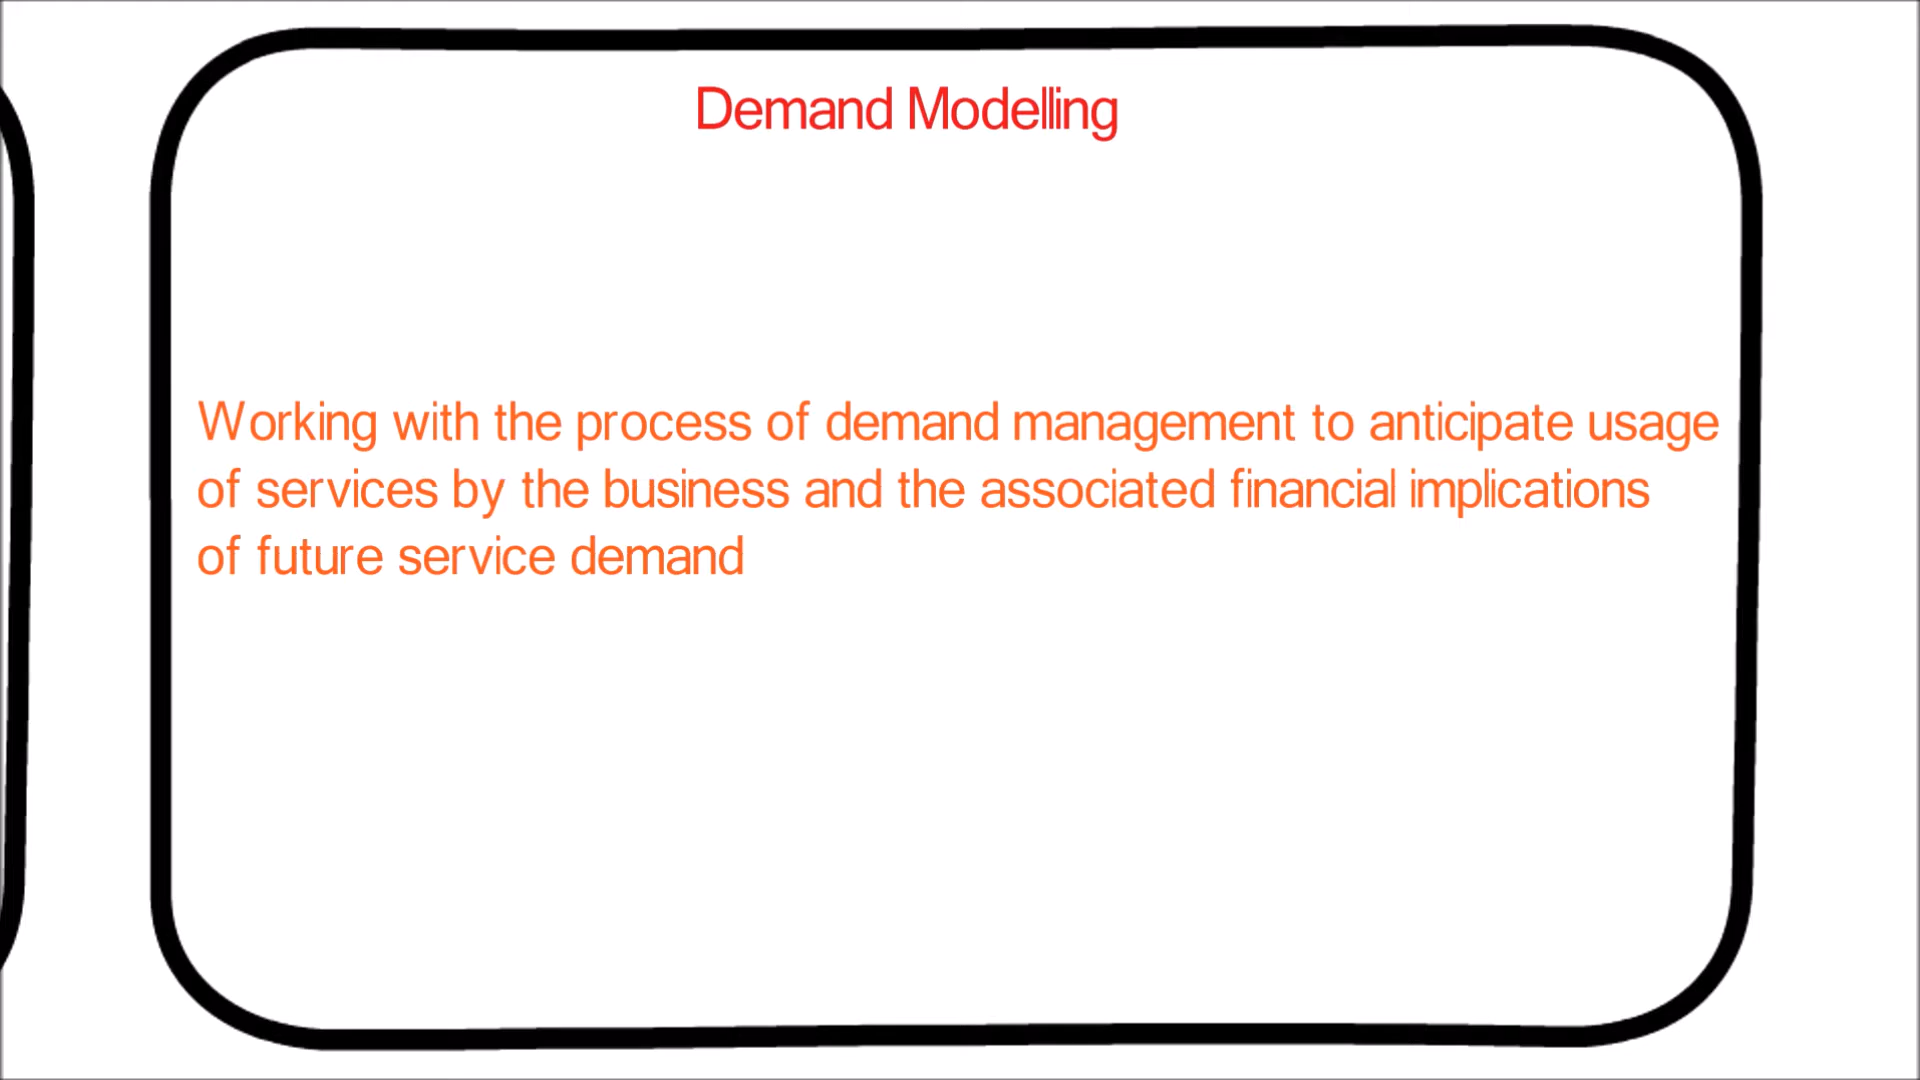 Demand Modelling
Working with the process of demand management to anticipate usage
of services by the business and the associated financial implications
of future service demand